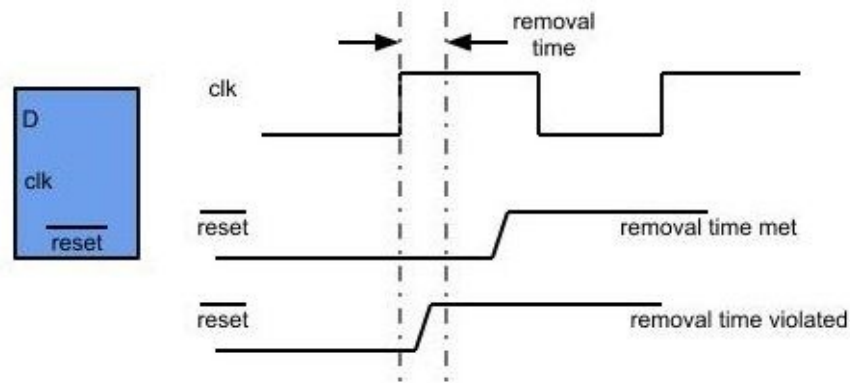 removal
time
clk
D
clk
reset
reset
removal time met
reset
removal time violated